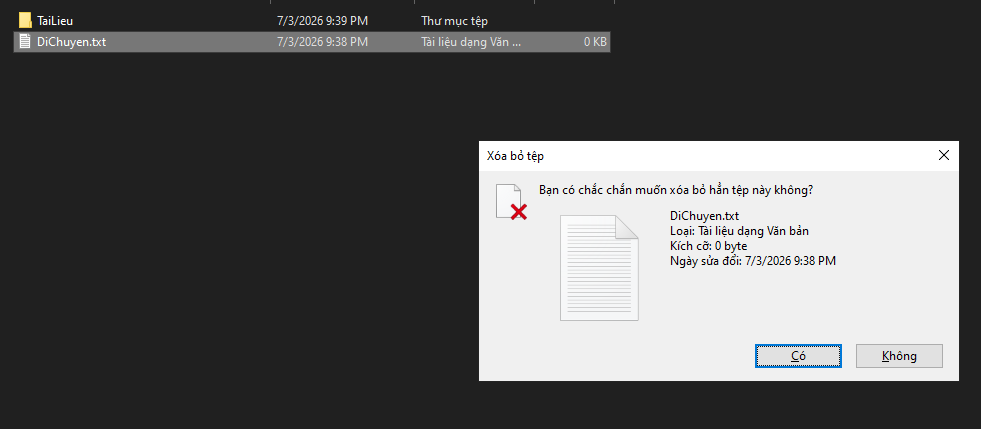 TaiLieu 7/3/2026 9:39 PM Thư mục tệp
DiChuyen.txt 7/3/2026 9:38 PM Tài liệu dạng Văn ... 0 KB
Xóa bỏ tệp
Bạn có chắc chắn muốn xóa bỏ hẳn tệp này không?
DiChuyen.txt
Loại: Tài liệu dạng Văn bản
Kích cỡ: 0 byte
Ngày sửa đổi: 7/3/2026 9:38 PM
Có Không